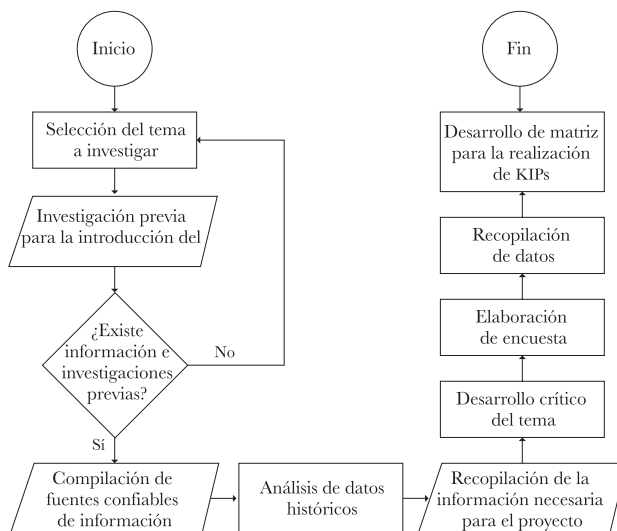 Inicio
Selección del tema
a investigar
Investigación previa
para la introducción del
¿Existe
información e
investigaciones
previas?
No
Sí
Compilación de
fuentes confiables
de información
Análisis de datos
históricos
Recopilación de la
información necesaria
para el proyecto
Desarrollo crítico
del tema
Elaboración
de encuesta
Recopilación
de datos
Desarrollo de matriz
para la realización
de KIPs
Fin